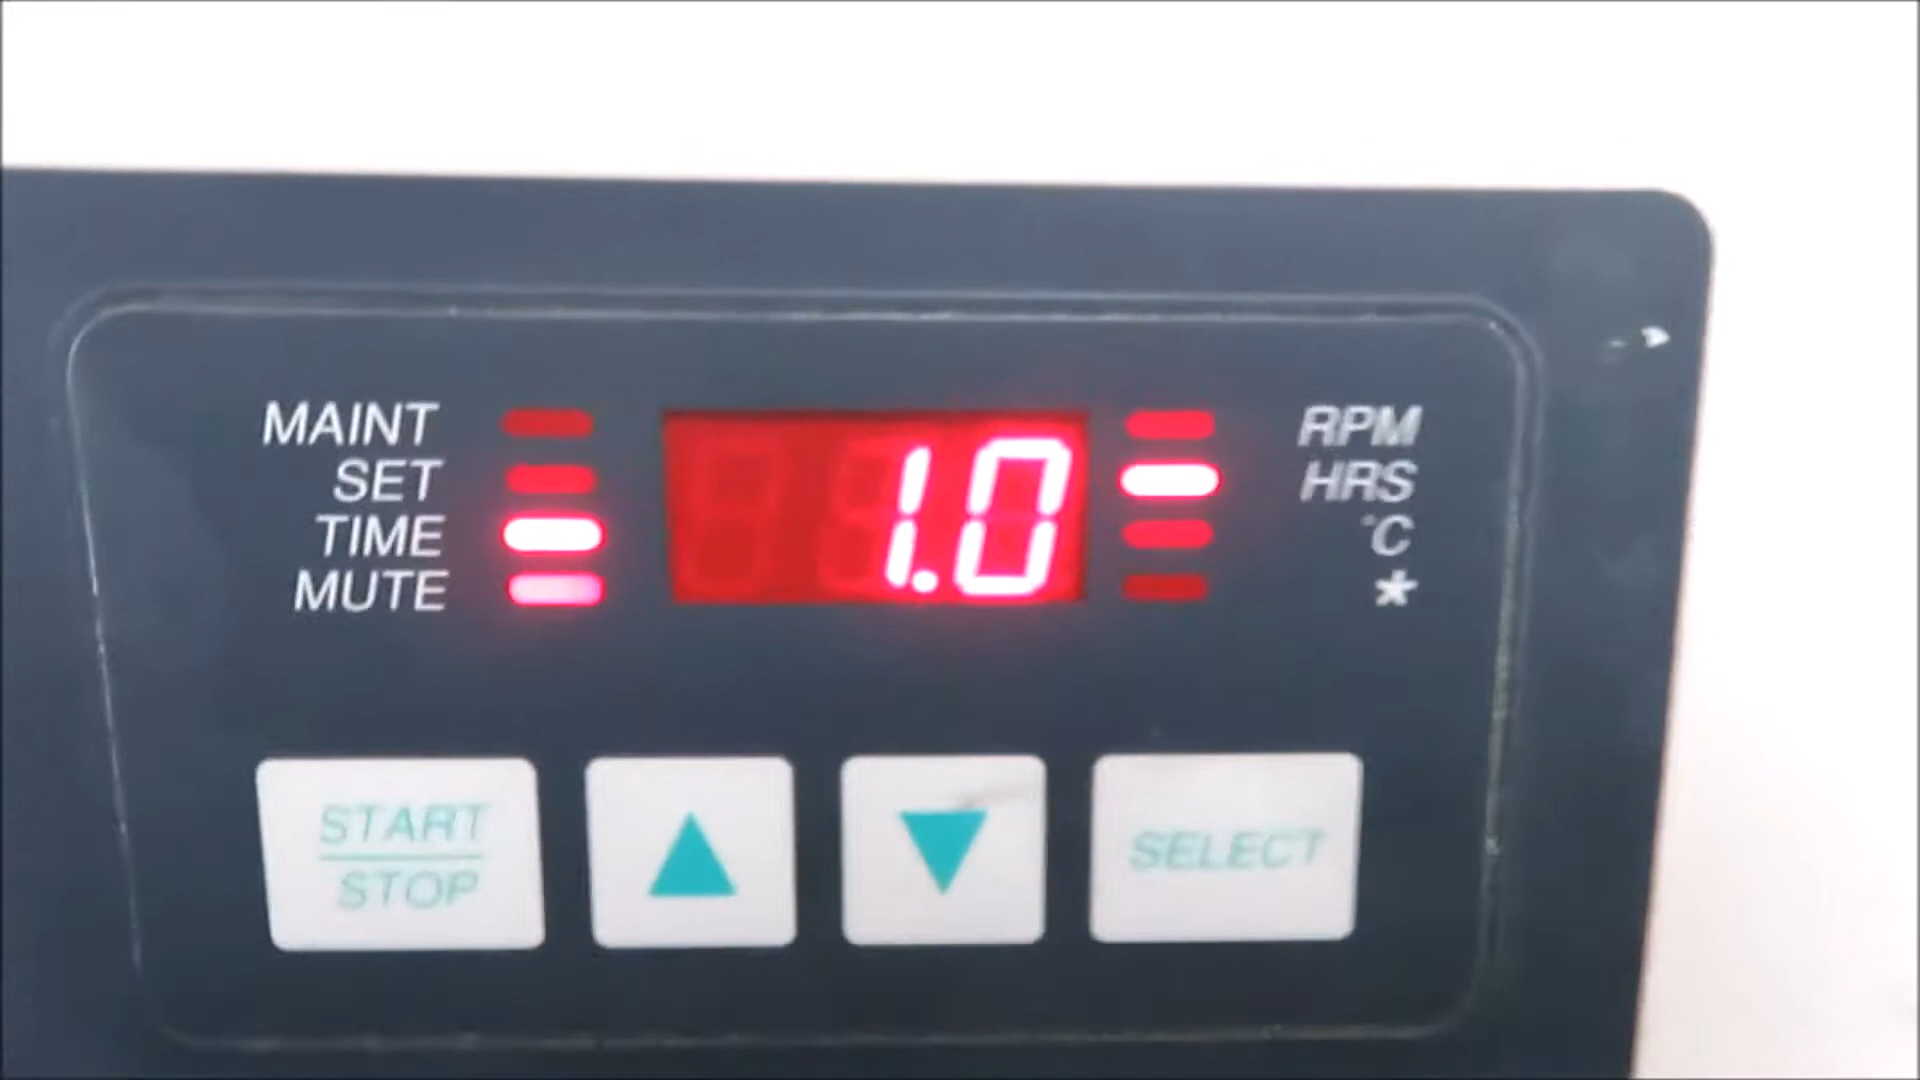 MAINT
SET
TIME
MUTE
1.0
RPM
HRS
°C
*
START
STOP
SELECT